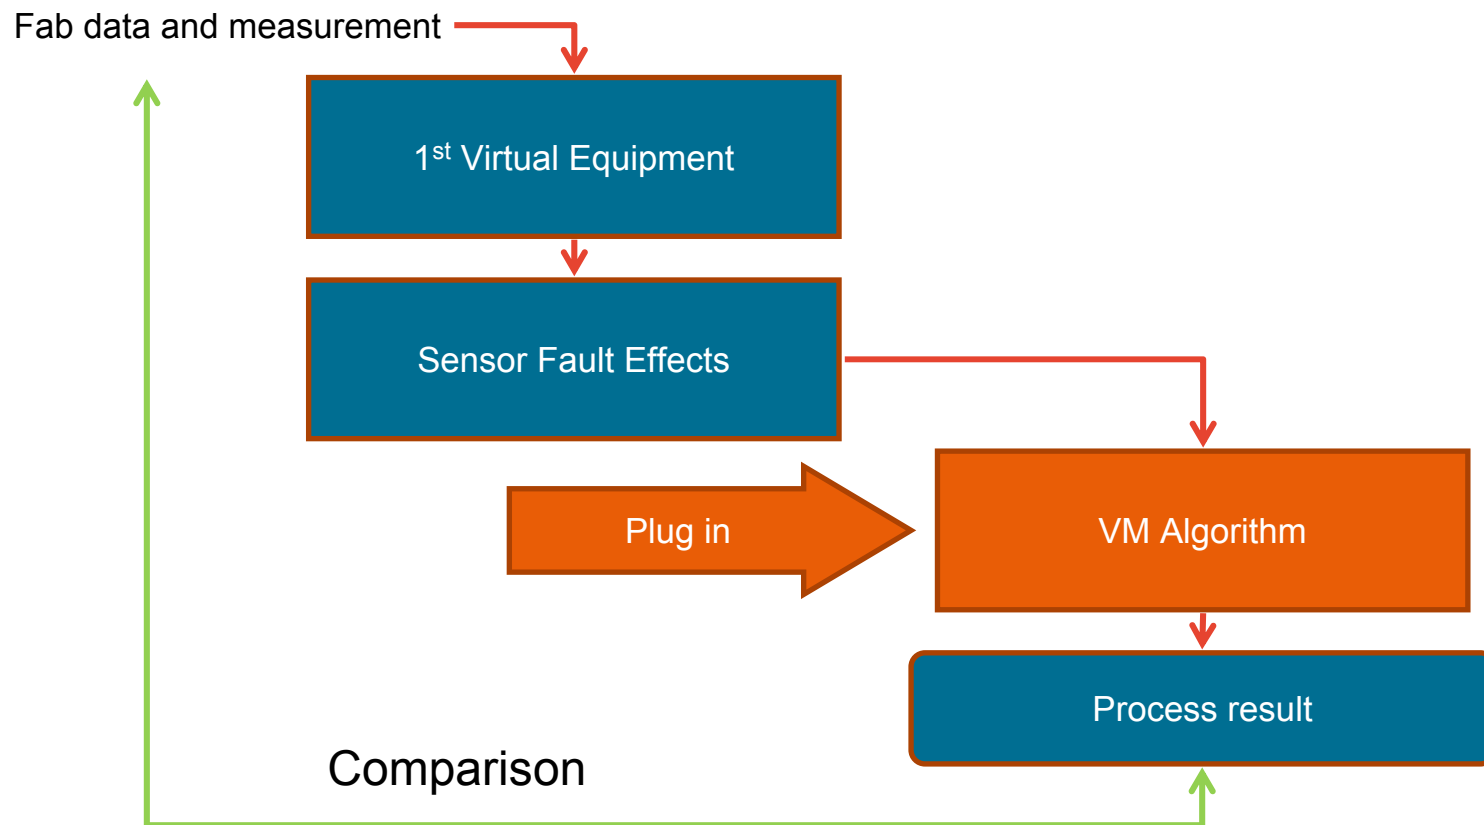 Fab data and measurement
1st Virtual Equipment
Sensor Fault Effects
Plug in
VM Algorithm
Process result
Comparison